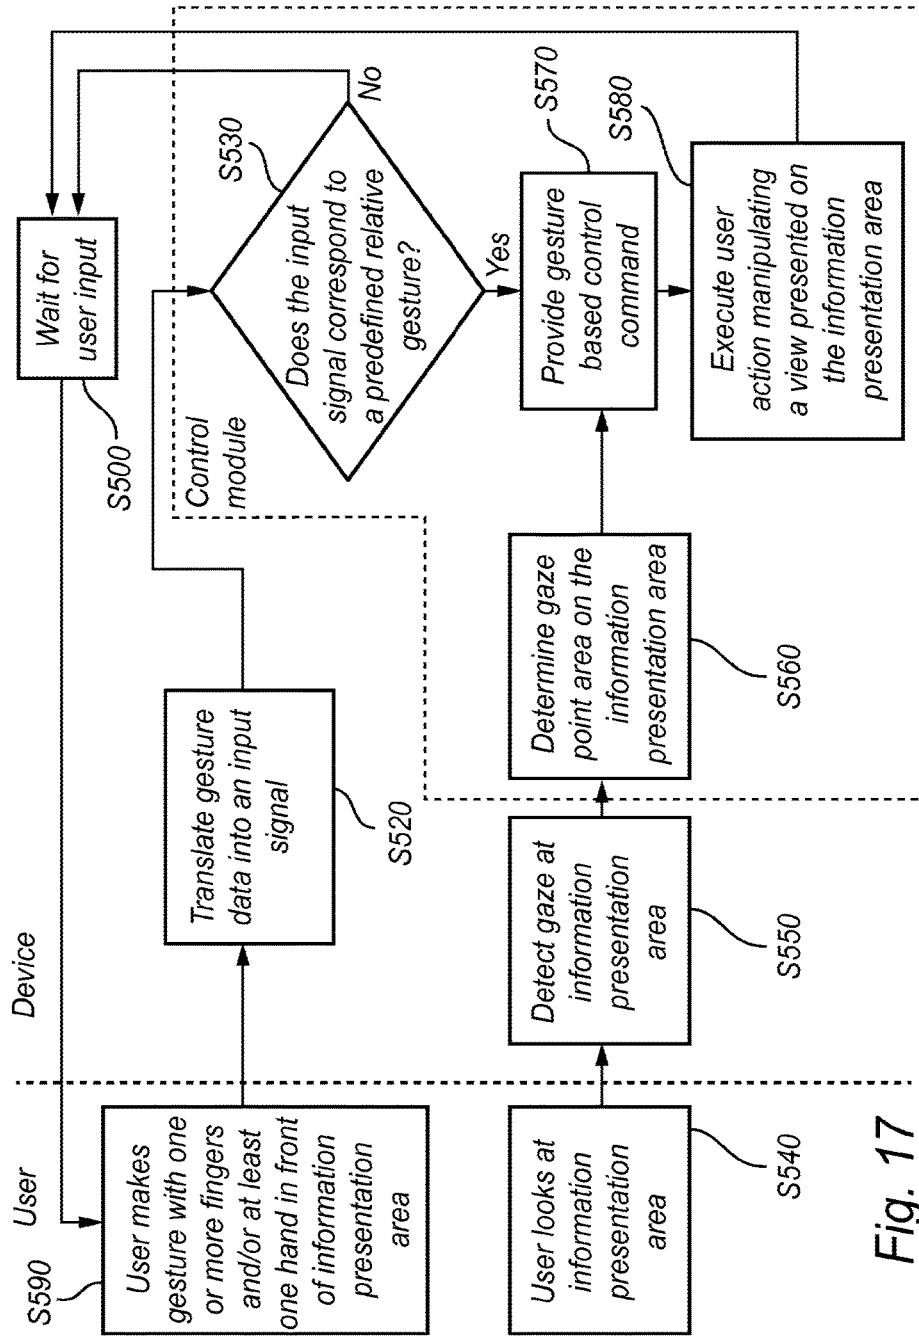 User
Device
S590
User makes
gesture with one
or more fingers
and/or at least
one hand in front
of information
presentation
area
Translate gesture
data into an input
signal
S520
Wait for
user input
S500
Control
module
Does the input
signal correspond to
a predefined relative
gesture?
S530
No
Yes
User looks at
information
presentation
area
S540
Detect gaze at
information
presentation
area
S550
Determine gaze
point area on the
information
presentation area
S560
Provide gesture
based control
command
S570
Execute user
action manipulating
a view presented on
the information
presentation area
S580
Fig. 17